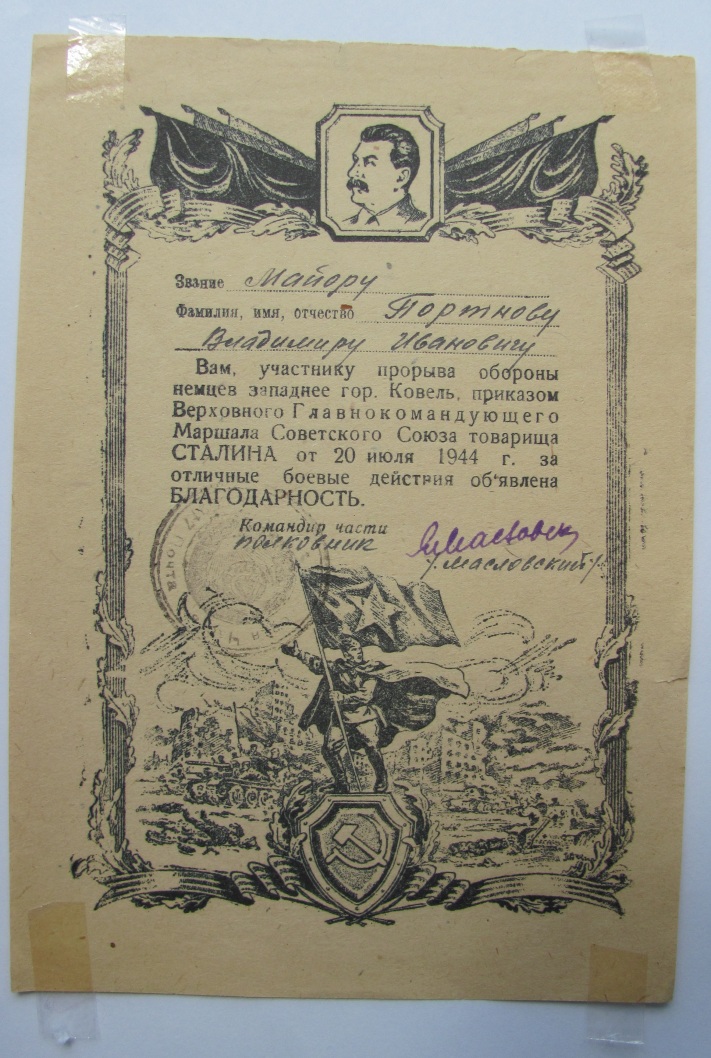 Звание Майору
Фамилия, имя, отчество Портнову
Владимиру Ивановичу
Вам, участнику прорыва обороны
немцев западнее гор. Ковель, приказом
Верховного Главнокомандующего
Маршала Советского Союза товарища
СТАЛИНА от 20 июля 1944 г. за
отличные боевые действия об'явлена
БЛАГОДАРНОСТЬ.
Командир части
полковник
/Масловский/